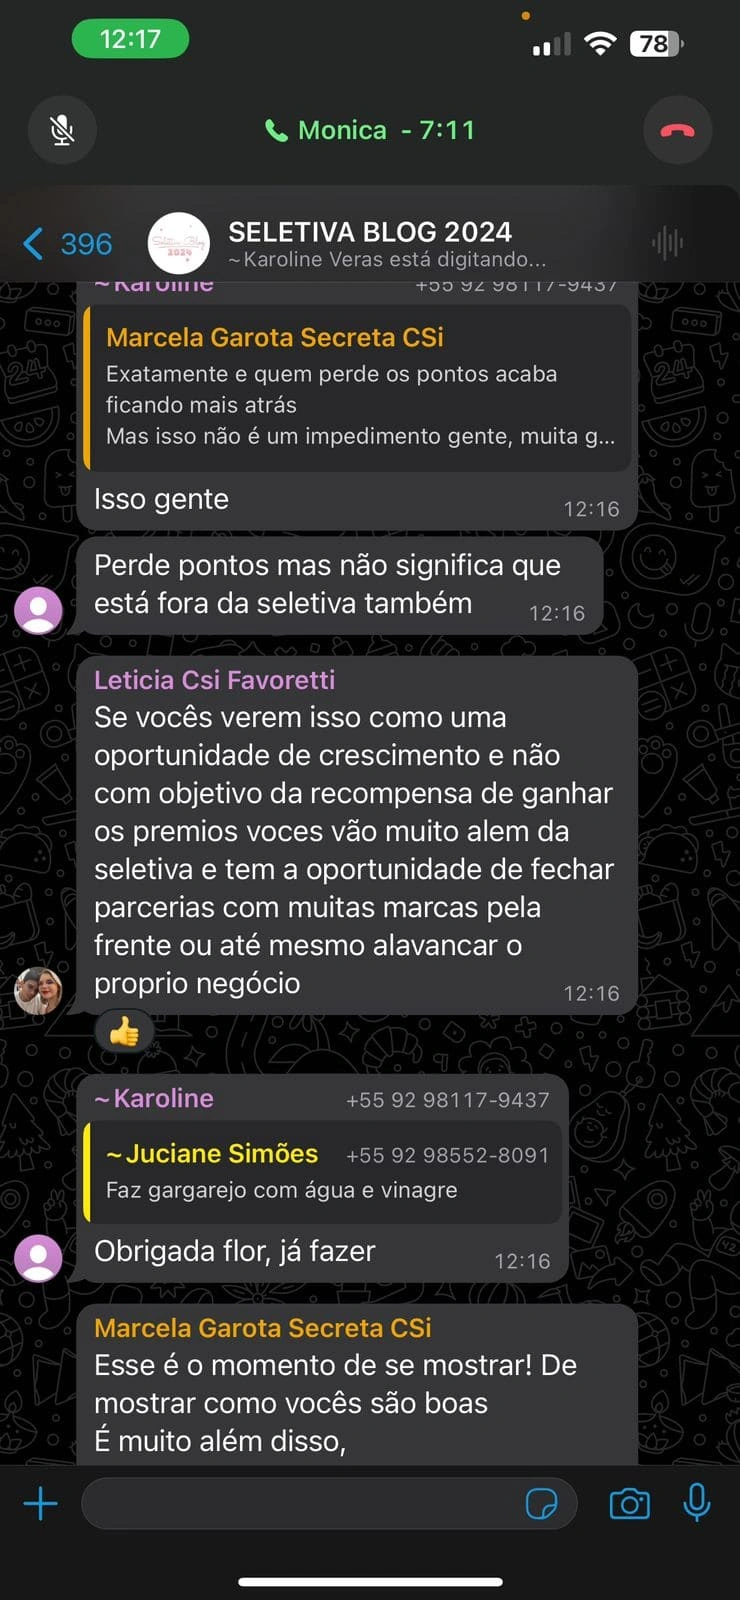 12:17
78
Monica - 7:11
396
Seletiva Blog
2024
SELETIVA BLOG 2024
~Karoline Veras está digitando...
~Karoline +55 92 98117-9437
Marcela Garota Secreta CSi
Exatamente e quem perde os pontos acaba
ficando mais atrás
Mas isso não é um impedimento gente, muita g...
Isso gente
12:16
Perde pontos mas não significa que
está fora da seletiva também
12:16
Leticia Csi Favoretti
Se vocês verem isso como uma
oportunidade de crescimento e não
com objetivo da recompensa de ganhar
os premios voces vão muito alem da
seletiva e tem a oportunidade de fechar
parcerias com muitas marcas pela
frente ou até mesmo alavancar o
proprio negócio
12:16
~Karoline +55 92 98117-9437
~Juciane Simões +55 92 98552-8091
Faz gargarejo com água e vinagre
Obrigada flor, já fazer
12:16
Marcela Garota Secreta CSi
Esse é o momento de se mostrar! De
mostrar como vocês são boas
É muito além disso,